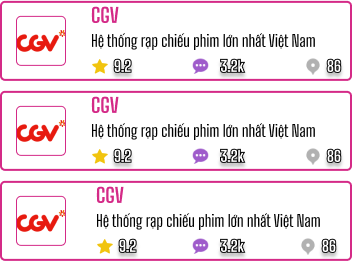 CGV
CGV
Hệ thống rạp chiếu phim lớn nhất Việt Nam
9.2 3.2k 86
CGV
CGV
Hệ thống rạp chiếu phim lớn nhất Việt Nam
9.2 3.2k 86
CGV
CGV
Hệ thống rạp chiếu phim lớn nhất Việt Nam
9.2 3.2k 86